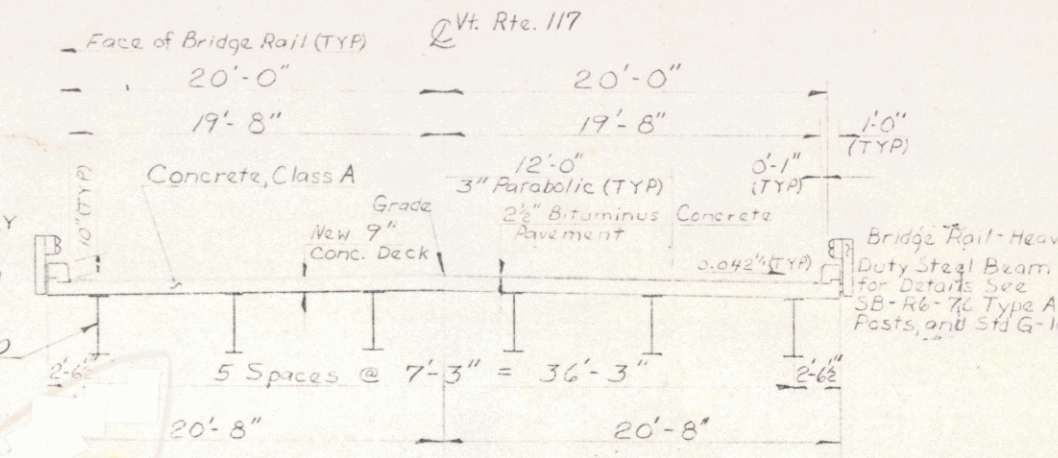 ℄ Vt. Rte. 117
Face of Bridge Rail (TYP)
20'-0" 20'-0"
19'-8" 19'-8"
1'-0"
(TYP)
12'-0"
3" Parabolic (TYP)
0'-1"
(TYP)
Concrete, Class A
10" (TYP)
Grade
New 9"
Conc. Deck
2½" Bituminus Concrete
Pavement
0.042"/' (TYP)
Bridge Rail - Heav
Duty Steel Beam
for Details See
SB-R6-76 Type A
Posts, and Std G-1
2'-6½" 5 Spaces @ 7'-3" = 36'-3" 2'-6½"
20'-8" 20'-8"